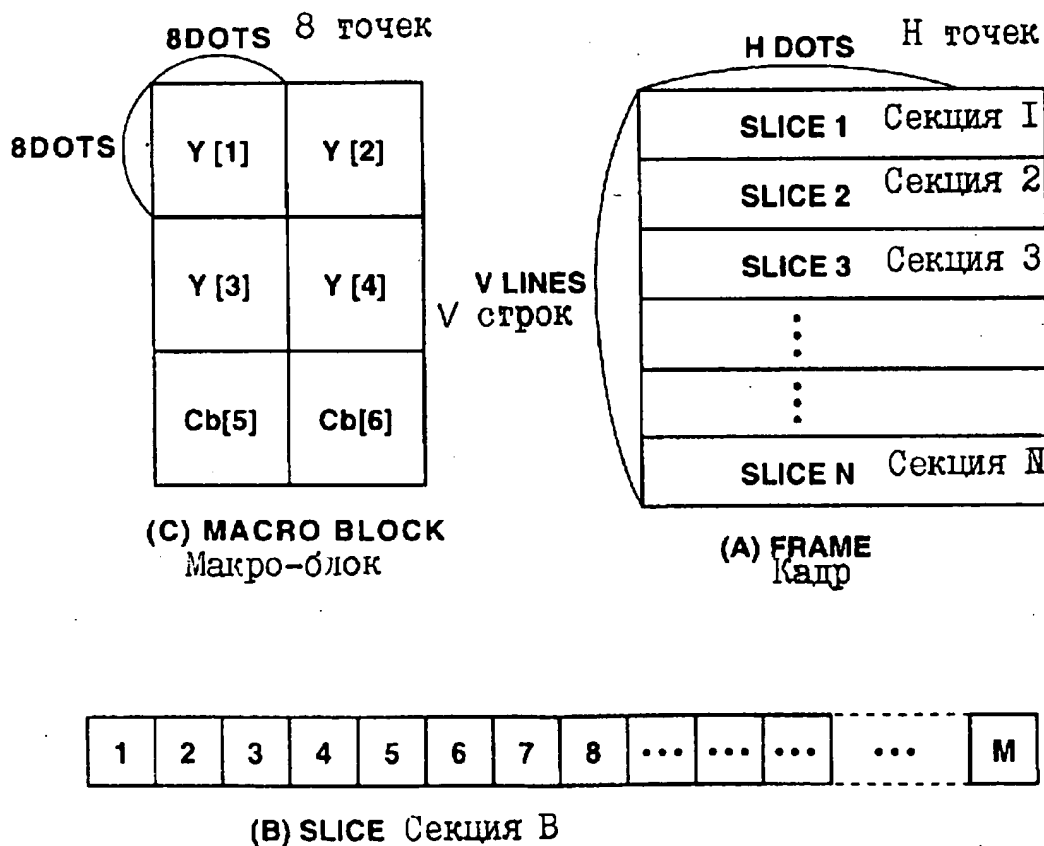 8DOTS 8 точек
8DOTS
Y [1] Y [2]
Y [3] Y [4]
Cb[5] Cb[6]
(C) MACRO BLOCK
Макро-блок
H DOTS H точек
V LINES
V строк
SLICE 1 Секция I
SLICE 2 Секция 2
SLICE 3 Секция 3
SLICE N Секция N
(A) FRAME
Кадр
1 2 3 4 5 6 7 8 ••• ••• ••• ••• M
(B) SLICE Секция В